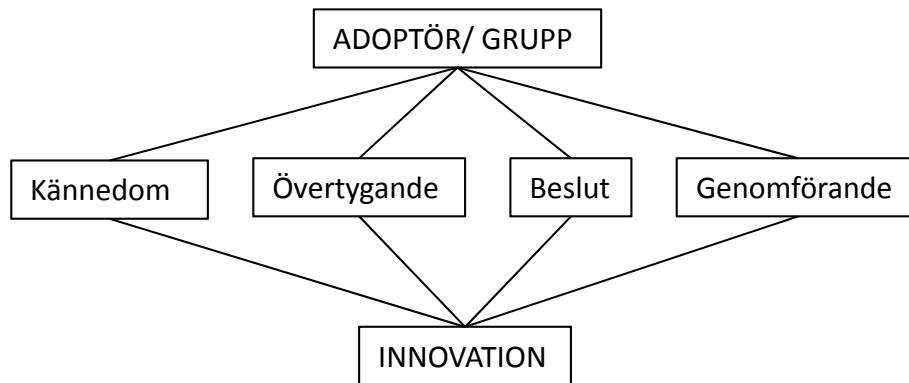 ADOPTÖR/ GRUPP
Kännedom
Övertygande
Beslut
Genomförande
INNOVATION